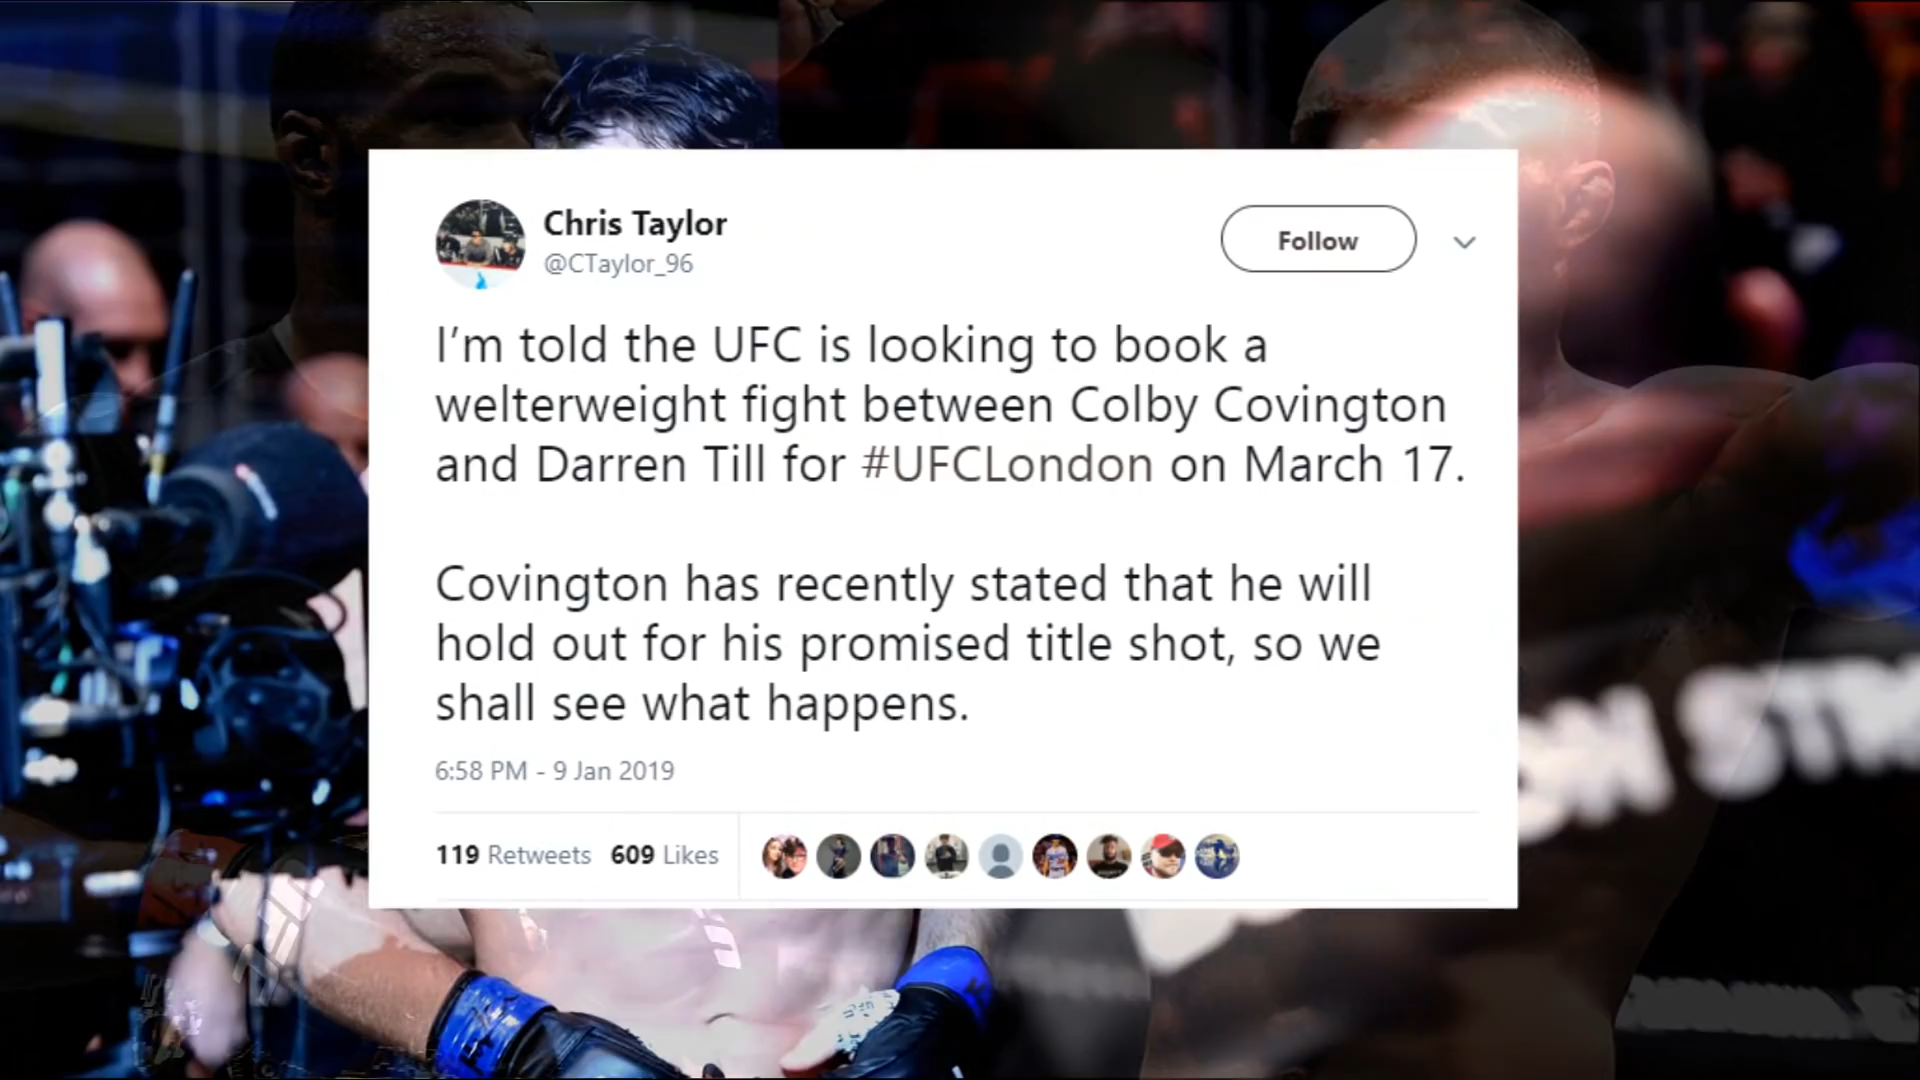 Chris Taylor
@CTaylor_96
Follow
I’m told the UFC is looking to book a
welterweight fight between Colby Covington
and Darren Till for #UFCLondon on March 17.
Covington has recently stated that he will
hold out for his promised title shot, so we
shall see what happens.
6:58 PM - 9 Jan 2019
119 Retweets 609 Likes